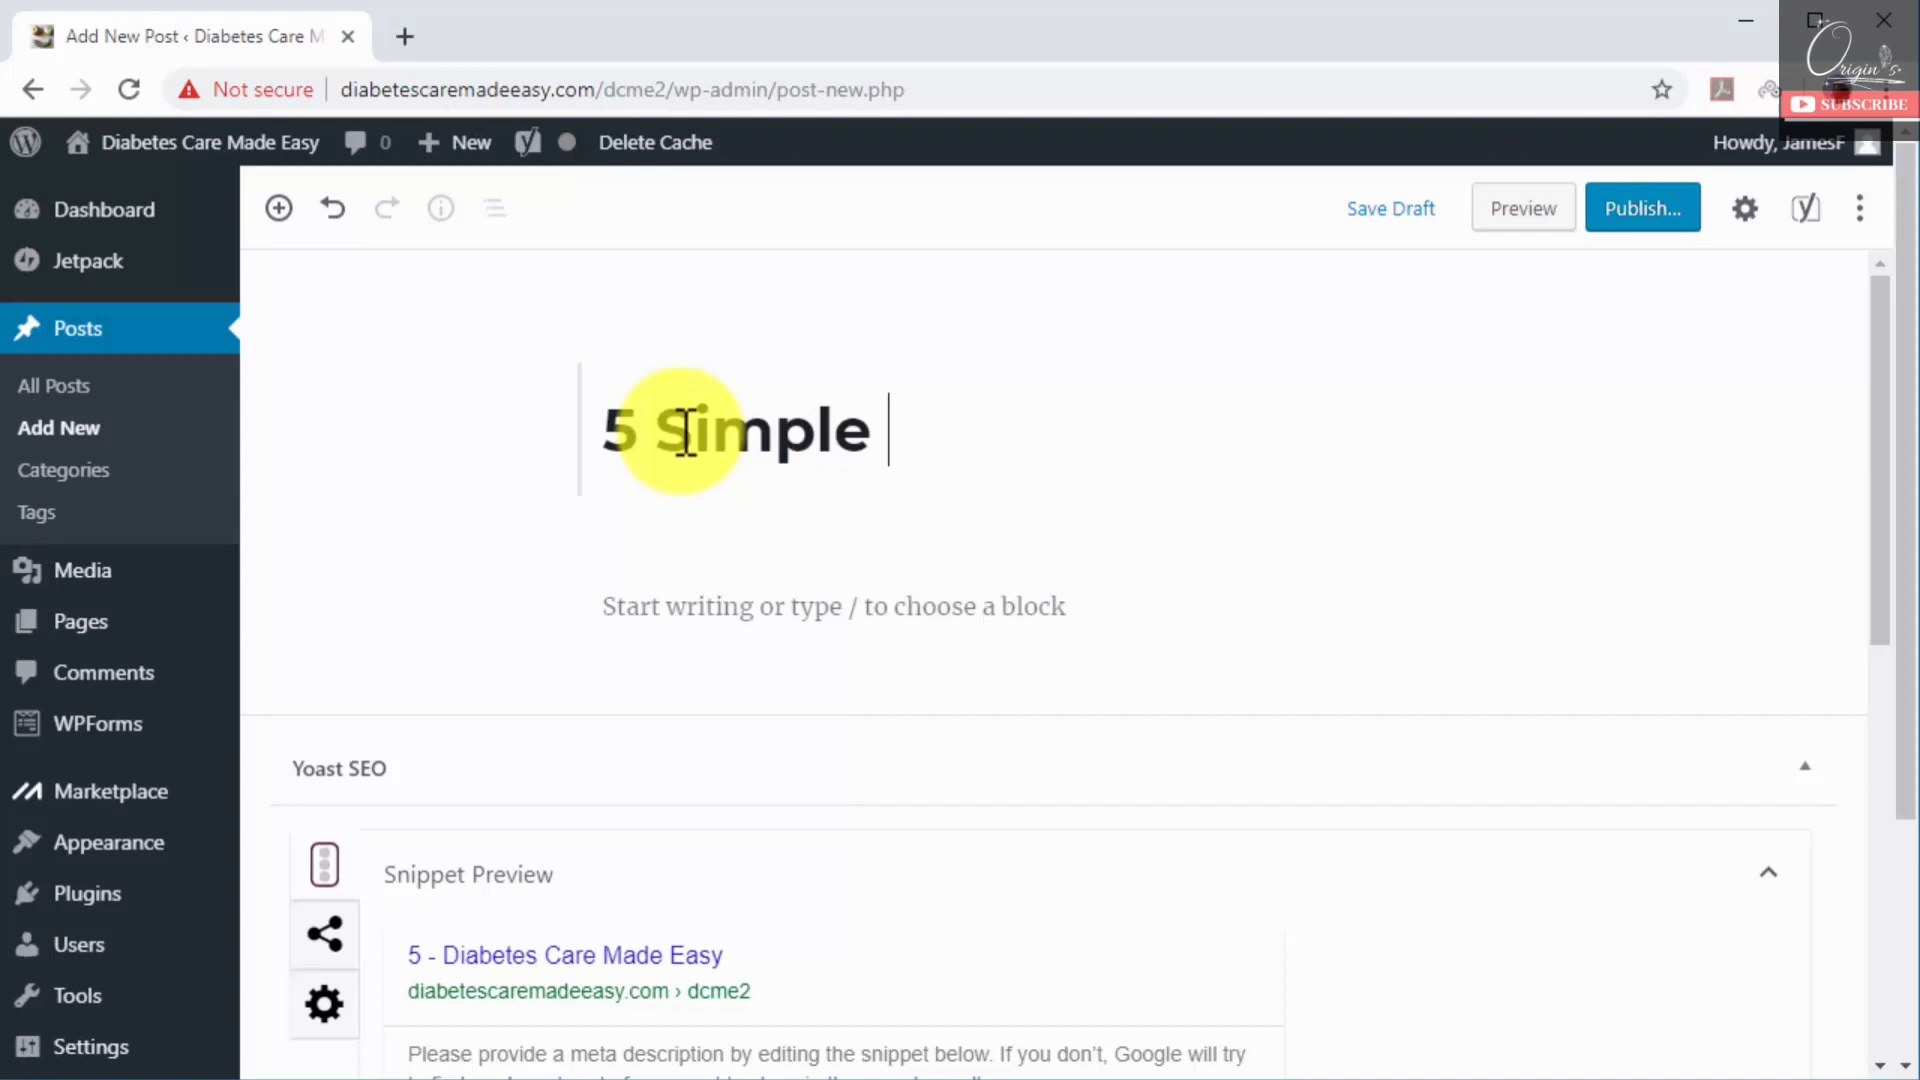 Add New Post ‹ Diabetes Care M
Not secure
diabetescaremadeeasy.com/dcme2/wp-admin/post-new.php
Origin's
SUBSCRIBE
Diabetes Care Made Easy
0
New
Delete Cache
Howdy, JamesF
Dashboard
Jetpack
Posts
All Posts
Add New
Categories
Tags
Media
Pages
Comments
WPForms
Marketplace
Appearance
Plugins
Users
Tools
Settings
Save Draft
Preview
Publish...
5 Simple
Start writing or type / to choose a block
Yoast SEO
Snippet Preview
5 - Diabetes Care Made Easy
diabetescaremadeeasy.com › dcme2
Please provide a meta description by editing the snippet below. If you don't, Google will try